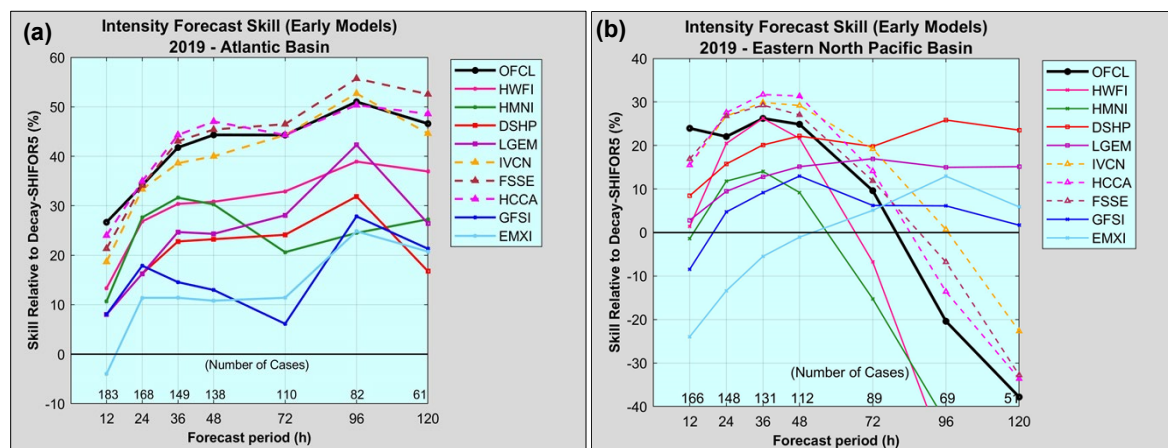 (a)
Intensity Forecast Skill (Early Models)
2019 - Atlantic Basin
Skill Relative to Decay-SHIFOR5 (%)
60
50
40
30
20
10
0
-10
(Number of Cases)
183 168 149 138 110 82 61
12 24 36 48 72 96 120
Forecast period (h)
OFCL
HWFI
HMNI
DSHP
LGEM
IVCN
FSSE
HCCA
GFSI
EMXI
(b)
Intensity Forecast Skill (Early Models)
2019 - Eastern North Pacific Basin
Skill Relative to Decay-SHIFOR5 (%)
40
30
20
10
0
-10
-20
-30
-40
(Number of Cases)
166 148 131 112 89 69 51
12 24 36 48 72 96 120
Forecast period (h)
OFCL
HWFI
HMNI
DSHP
LGEM
IVCN
HCCA
FSSE
GFSI
EMXI